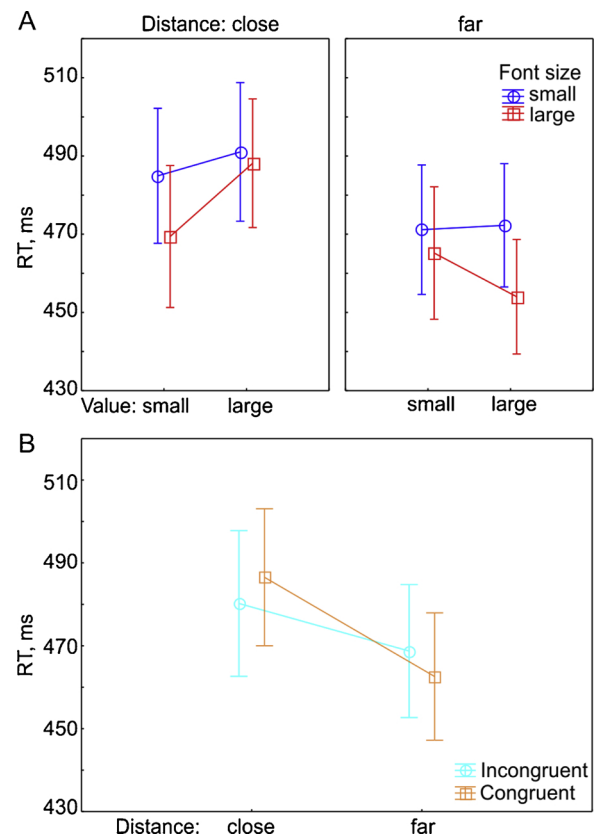 A
Distance: close
far
510
490
470
450
430
RT, ms
Font size
small
large
Value: small
large
small
large
B
510
490
470
450
430
RT, ms
Incongruent
Congruent
Distance:
close
far